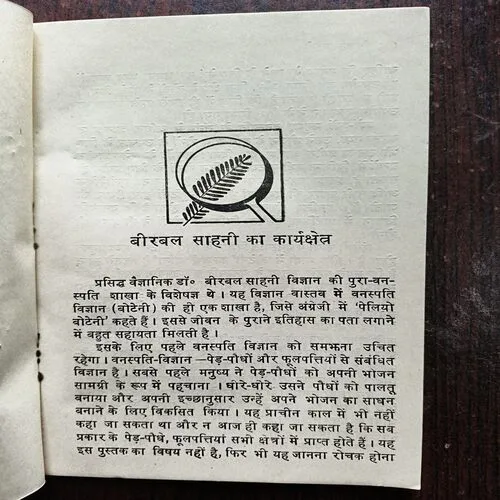 बीरबल साहनी का कार्यक्षेत्र
प्रसिद्ध वैज्ञानिक डॉ० बीरबल साहनी विज्ञान की पुरा-वन-
स्पति शाखा के विशेषज्ञ थे । यह विज्ञान वास्तव में वनस्पति
विज्ञान (बोटेनी) की ही एक शाखा है, जिसे अंग्रेजी में 'पेलियो
बोटेनी' कहते हैं । इससे जीवन के पुराने इतिहास का पता लगाने
में बहुत सहायता मिलती है ।
इसके लिए पहले वनस्पति विज्ञान को समझना उचित
रहेगा । वनस्पति-विज्ञान —पेड़-पौधों और फूलपत्तियों से संबंधित
विज्ञान है । सबसे पहले मनुष्य ने पेड़-पौधों को अपनी भोजन
सामग्री के रूप में पहचाना । धीरे-धीरे उसने पौधों को पालतू
बनाया और अपनी इच्छानुसार उन्हें अपने भोजन का साधन
बनाने के लिए विकसित किया । यह प्राचीन काल में भी नहीं
कहा जा सकता था और न आज ही कहा जा सकता है कि सब
प्रकार के पेड़-पौधे, फूलपत्तियाँ सभी क्षेत्रों में प्राप्त होते हैं । यह
इस पुस्तक का विषय नहीं है, फिर भी यह जानना रोचक होना